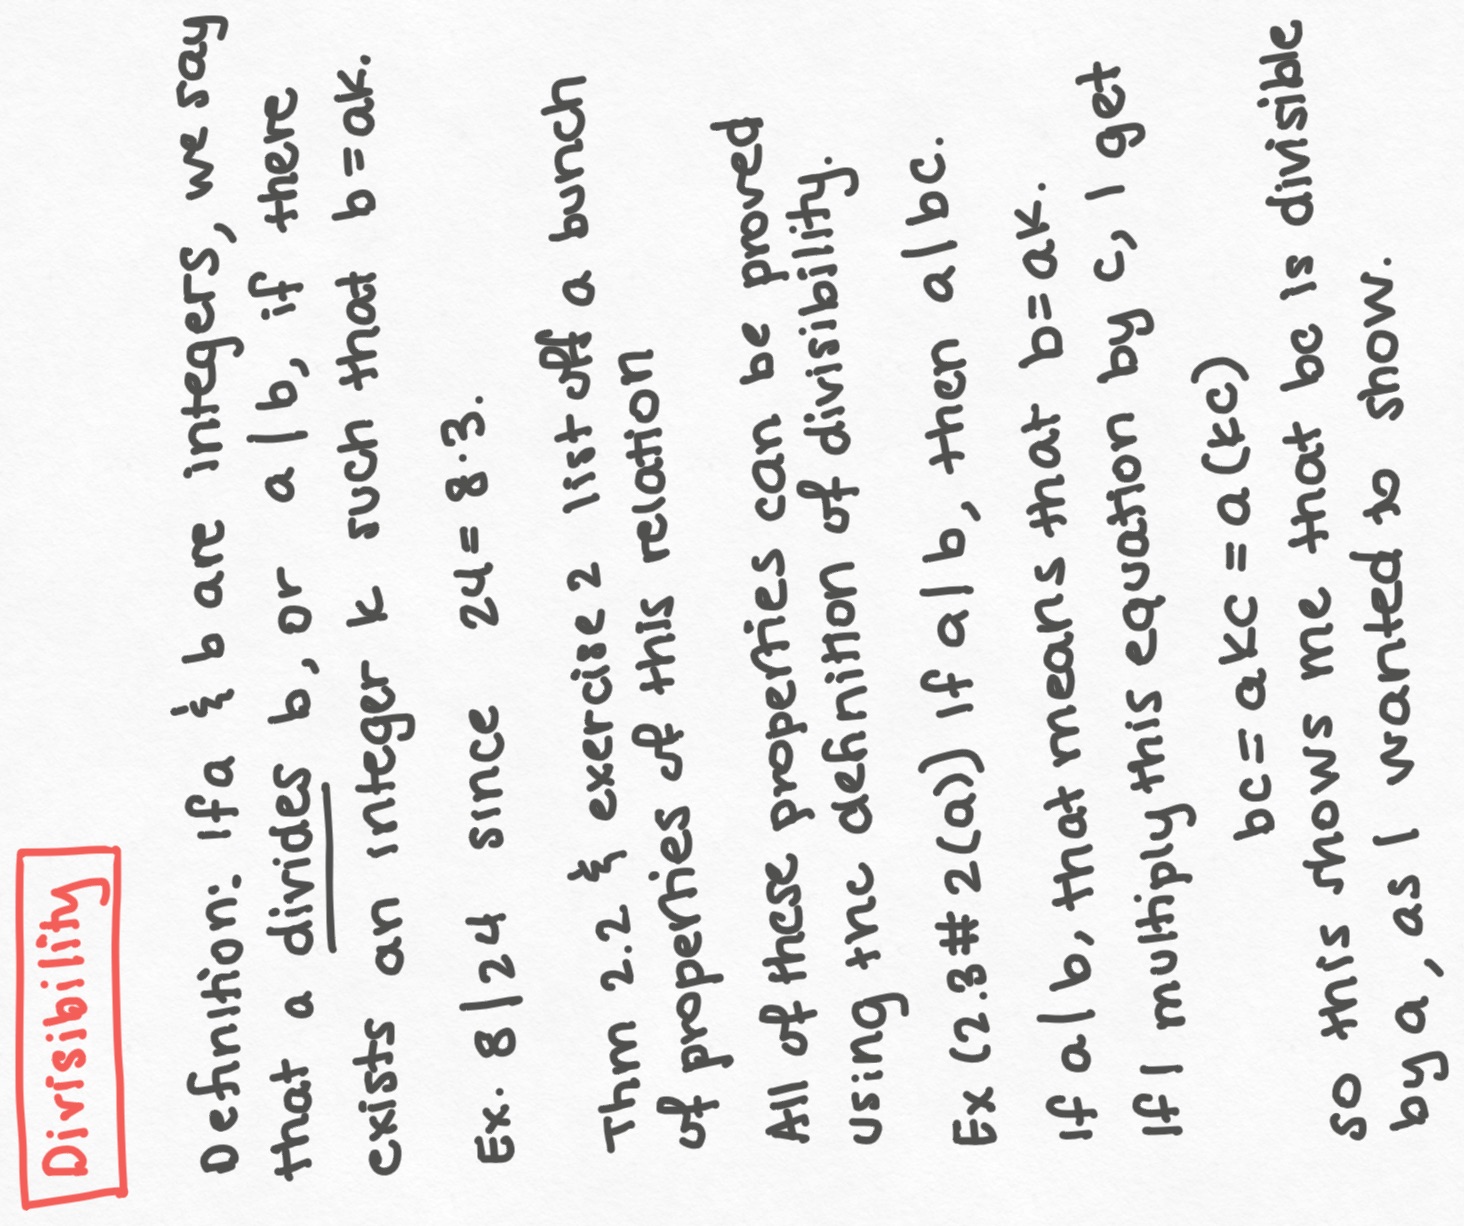 Divisibility
Definition: If a & b are integers, we say
that a divides b, or a | b, if there
exists an integer k such that b = ak.
Ex. 8 | 24 since 24 = 8·3.
Thm 2.2 & exercise 2 list off a bunch
of properties of this relation
All of these properties can be proved
using the definition of divisibility.
Ex (2.3 # 2(a)) If a | b, then a | bc.
If a | b, that means that b = ak.
If I multiply this equation by c, I get
bc = akc = a(kc)
so this shows me that bc is divisible
by a, as I wanted to show.